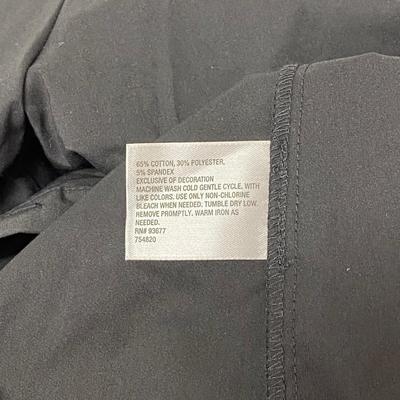 65% COTTON, 30% POLYESTER,
5% SPANDEX
EXCLUSIVE OF DECORATION
MACHINE WASH COLD GENTLE CYCLE, WITH
LIKE COLORS. USE ONLY NON-CHLORINE
BLEACH WHEN NEEDED. TUMBLE DRY LOW.
REMOVE PROMPTLY. WARM IRON AS
NEEDED.
RN# 93677
754820